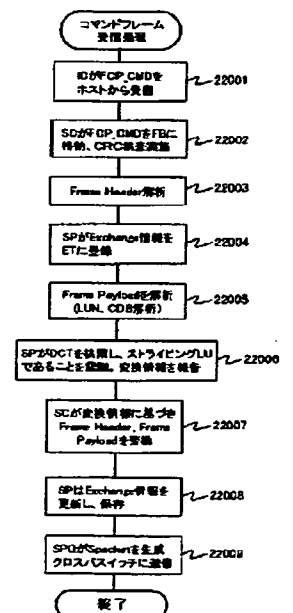 コマンドフレーム
受信処理
ICがFCP_CMDを
ホストから受信
22001
SCがFCP_CMDをFBに
格納、CRC検査実施
22002
Frame Header解析
22003
SPがExchange情報を
ETに登録
22004
Frame Payloadを解析
(LUN、CDB解析)
22005
SPがDCTを検索し、ストライピングLU
であることを認識。変換情報を報告
22006
SCが変換情報に基づき
Frame Header、Frame
Payloadを変換
22007
SPはExchange情報を
更新し、保存
22008
SPGがSpacketを生成
クロスバスイッチに送信
22009
終了